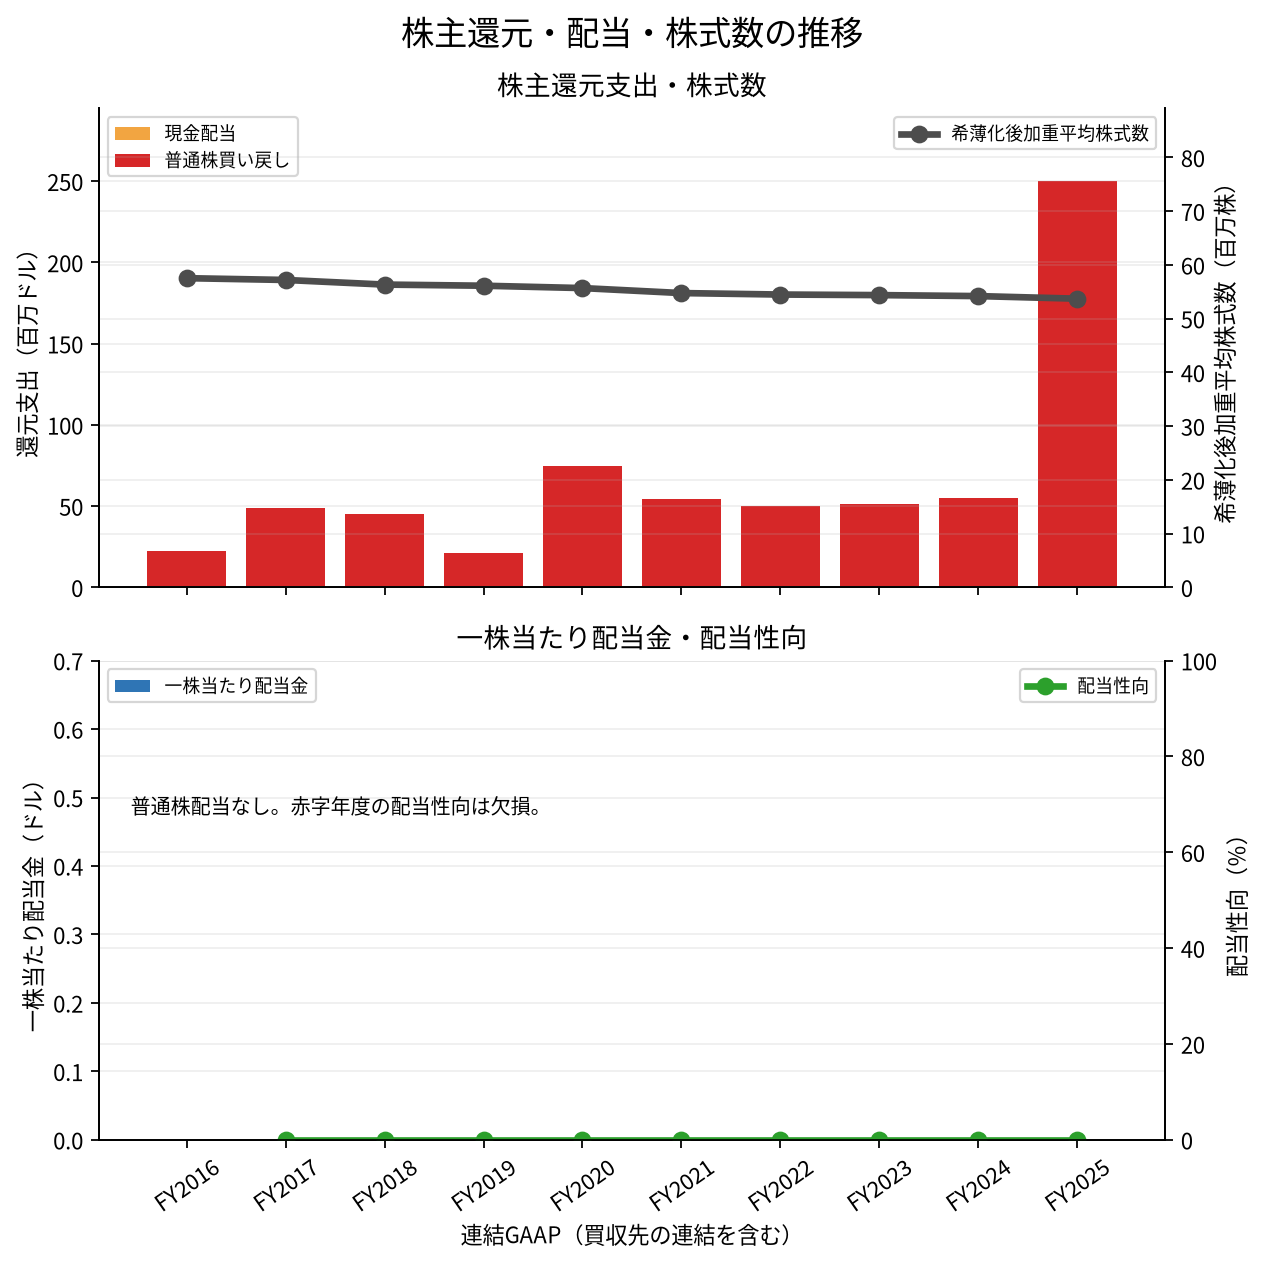 株主還元・配当・株式数の推移
株主還元支出・株式数
現金配当
普通株買い戻し
希薄化後加重平均株式数
還元支出（百万ドル）
250
200
150
100
50
0
80
70
60
50
40
30
20
10
0
希薄化後加重平均株式数（百万株）
一株当たり配当金・配当性向
一株当たり配当金
配当性向
普通株配当なし。赤字年度の配当性向は欠損。
一株当たり配当金（ドル）
0.7
0.6
0.5
0.4
0.3
0.2
0.1
0.0
100
80
60
40
20
0
配当性向（%）
FY2016
FY2017
FY2018
FY2019
FY2020
FY2021
FY2022
FY2023
FY2024
FY2025
連結GAAP（買収先の連結を含む）